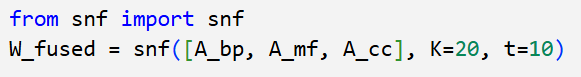 from snf import snf
W_fused = snf([A_bp, A_mf, A_cc], K=20, t=10)